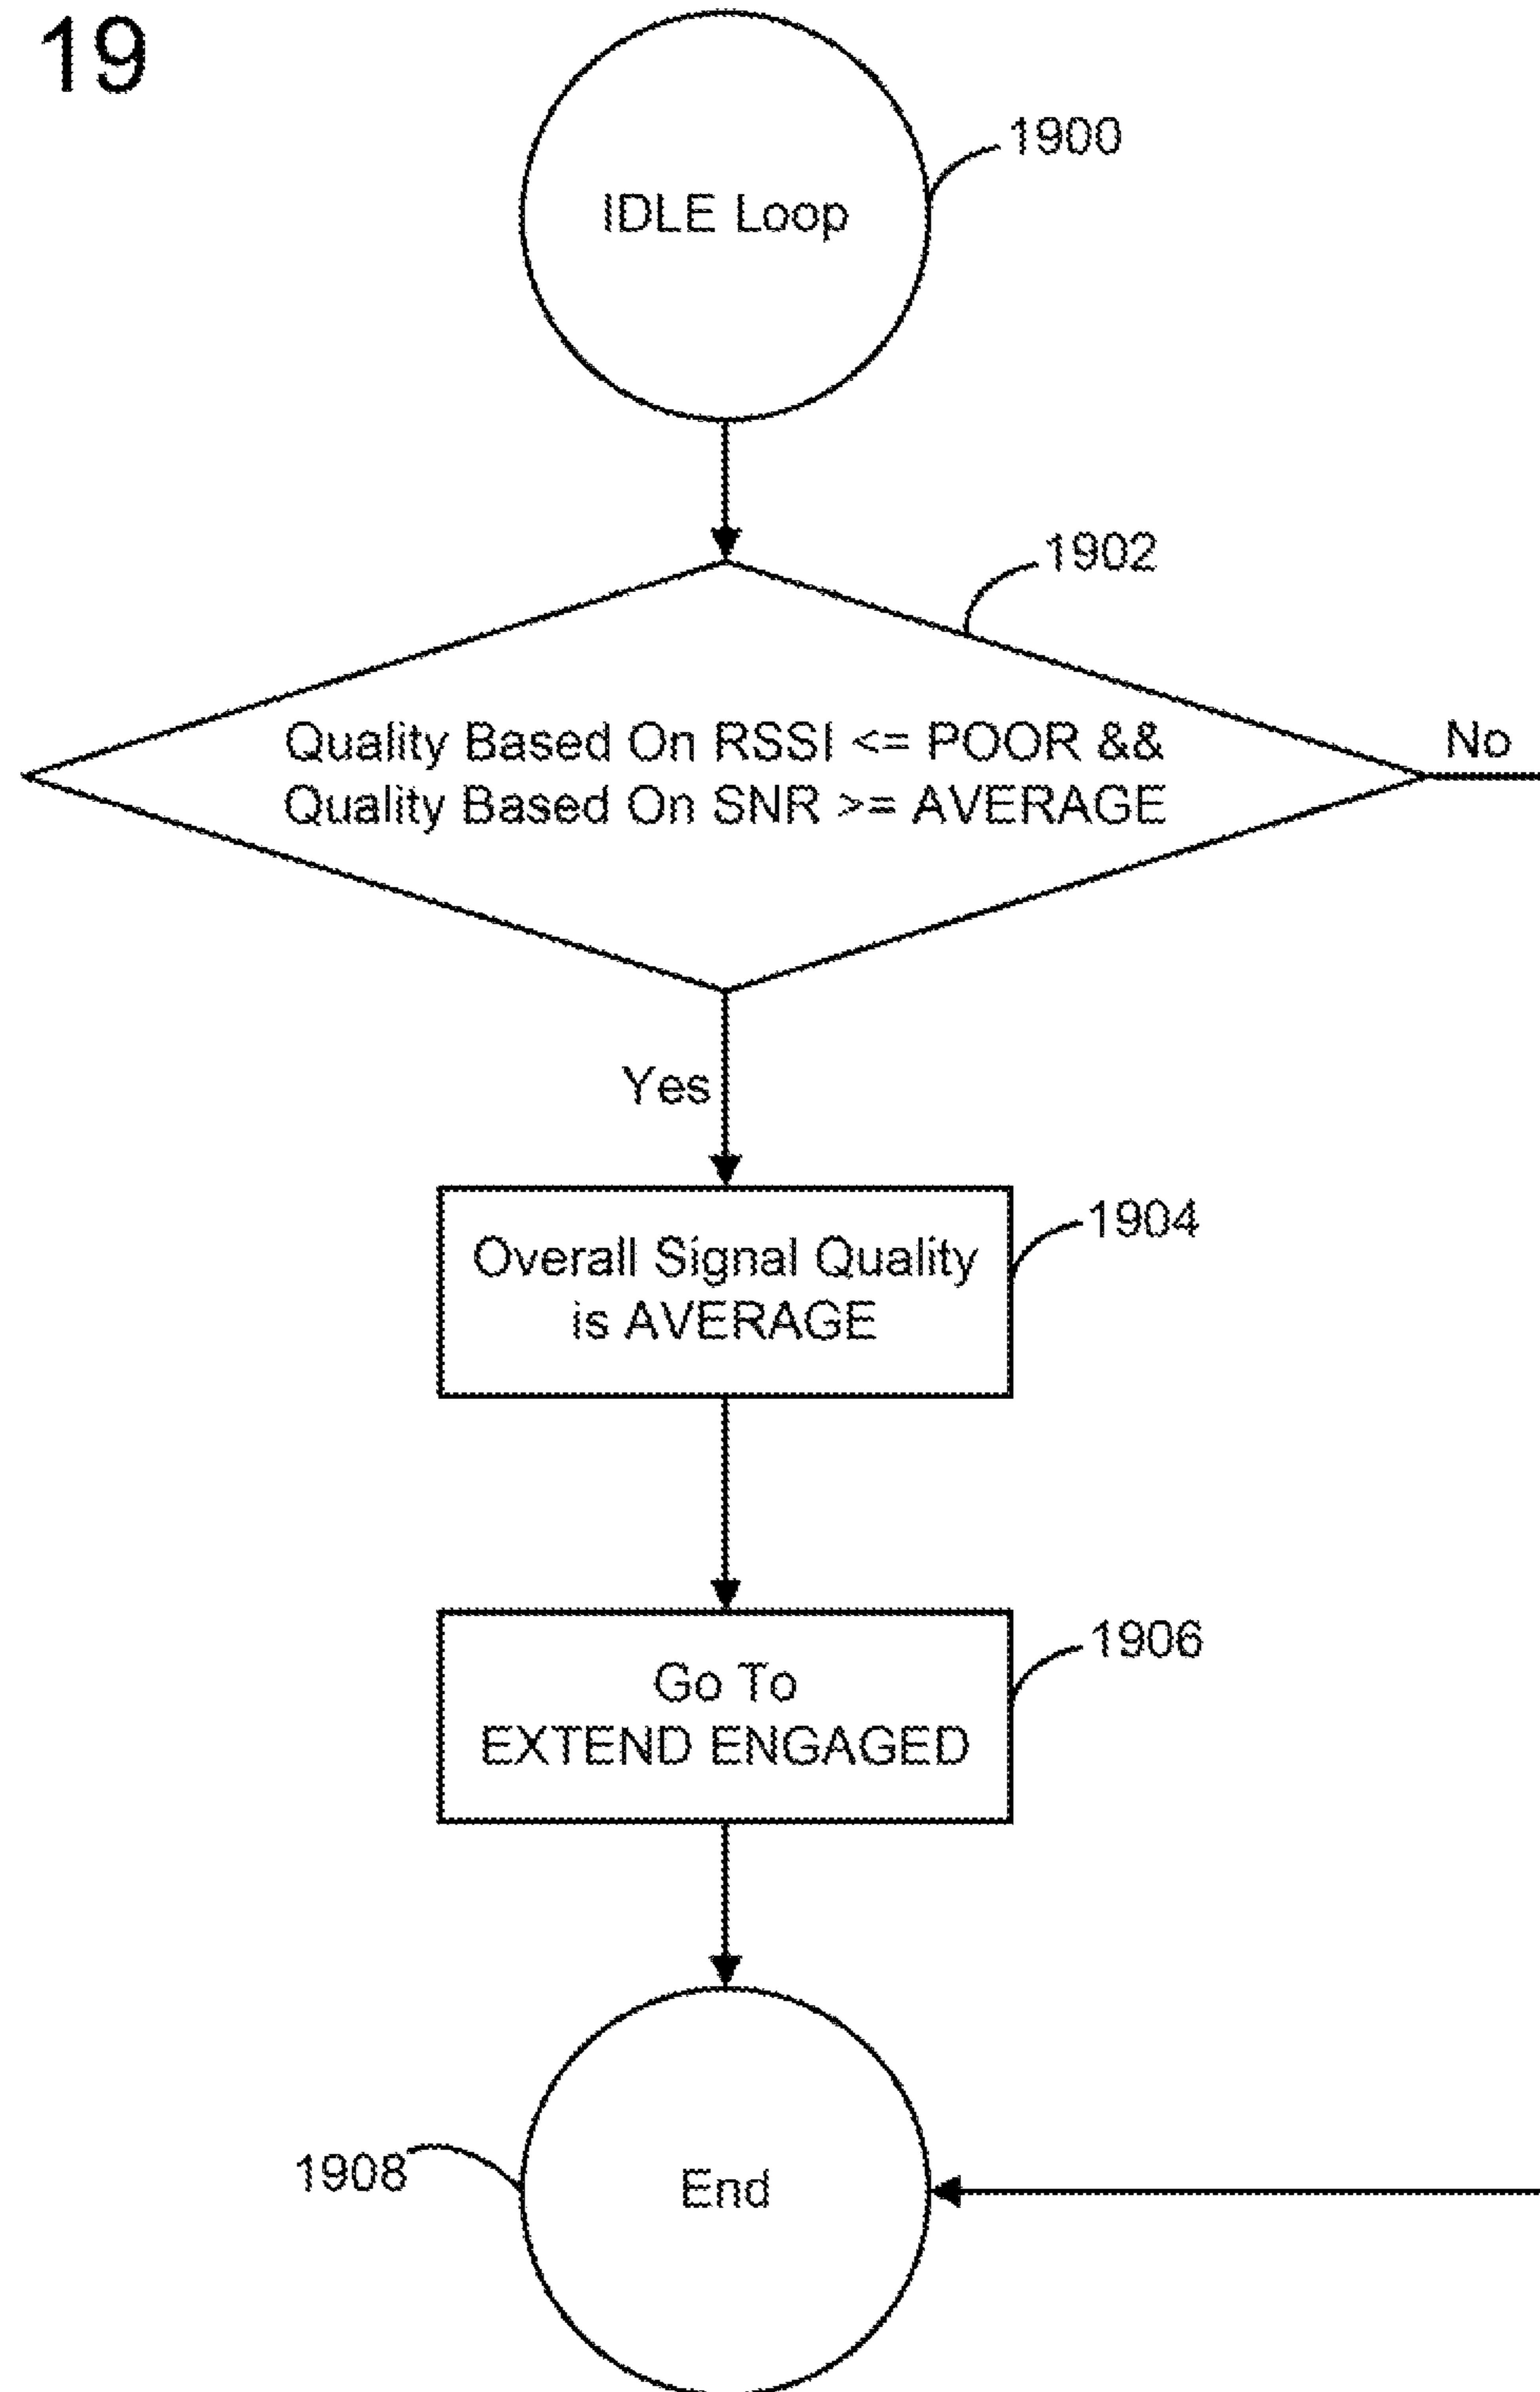 19
1900
IDLE Loop
1902
Quality Based On RSSI <= POOR &&
Quality Based On SNR >= AVERAGE
No
Yes
1904
Overall Signal Quality
is AVERAGE
1906
Go To
EXTEND ENGAGED
1908
End